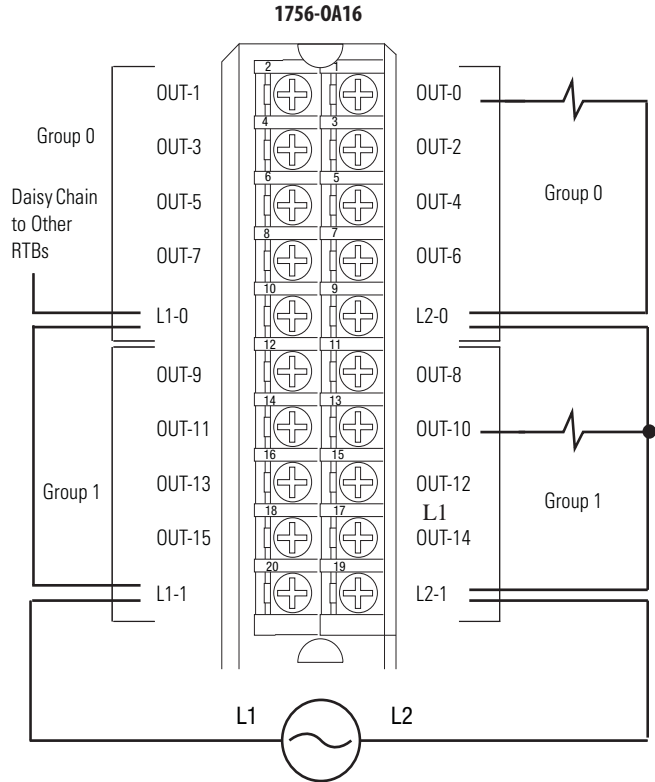 1756-OA16
2 1
OUT-1 OUT-0
4 3
Group 0 OUT-3 OUT-2
6 5
Daisy Chain
to Other
RTBs
OUT-5 OUT-4
Group 0
8 7
OUT-7 OUT-6
10 9
L1-0 L2-0
12 11
OUT-9 OUT-8
14 13
OUT-11 OUT-10
16 15
Group 1 OUT-13 OUT-12
Group 1
18 17
L1
OUT-15 OUT-14
20 19
L1-1 L2-1
L1 L2